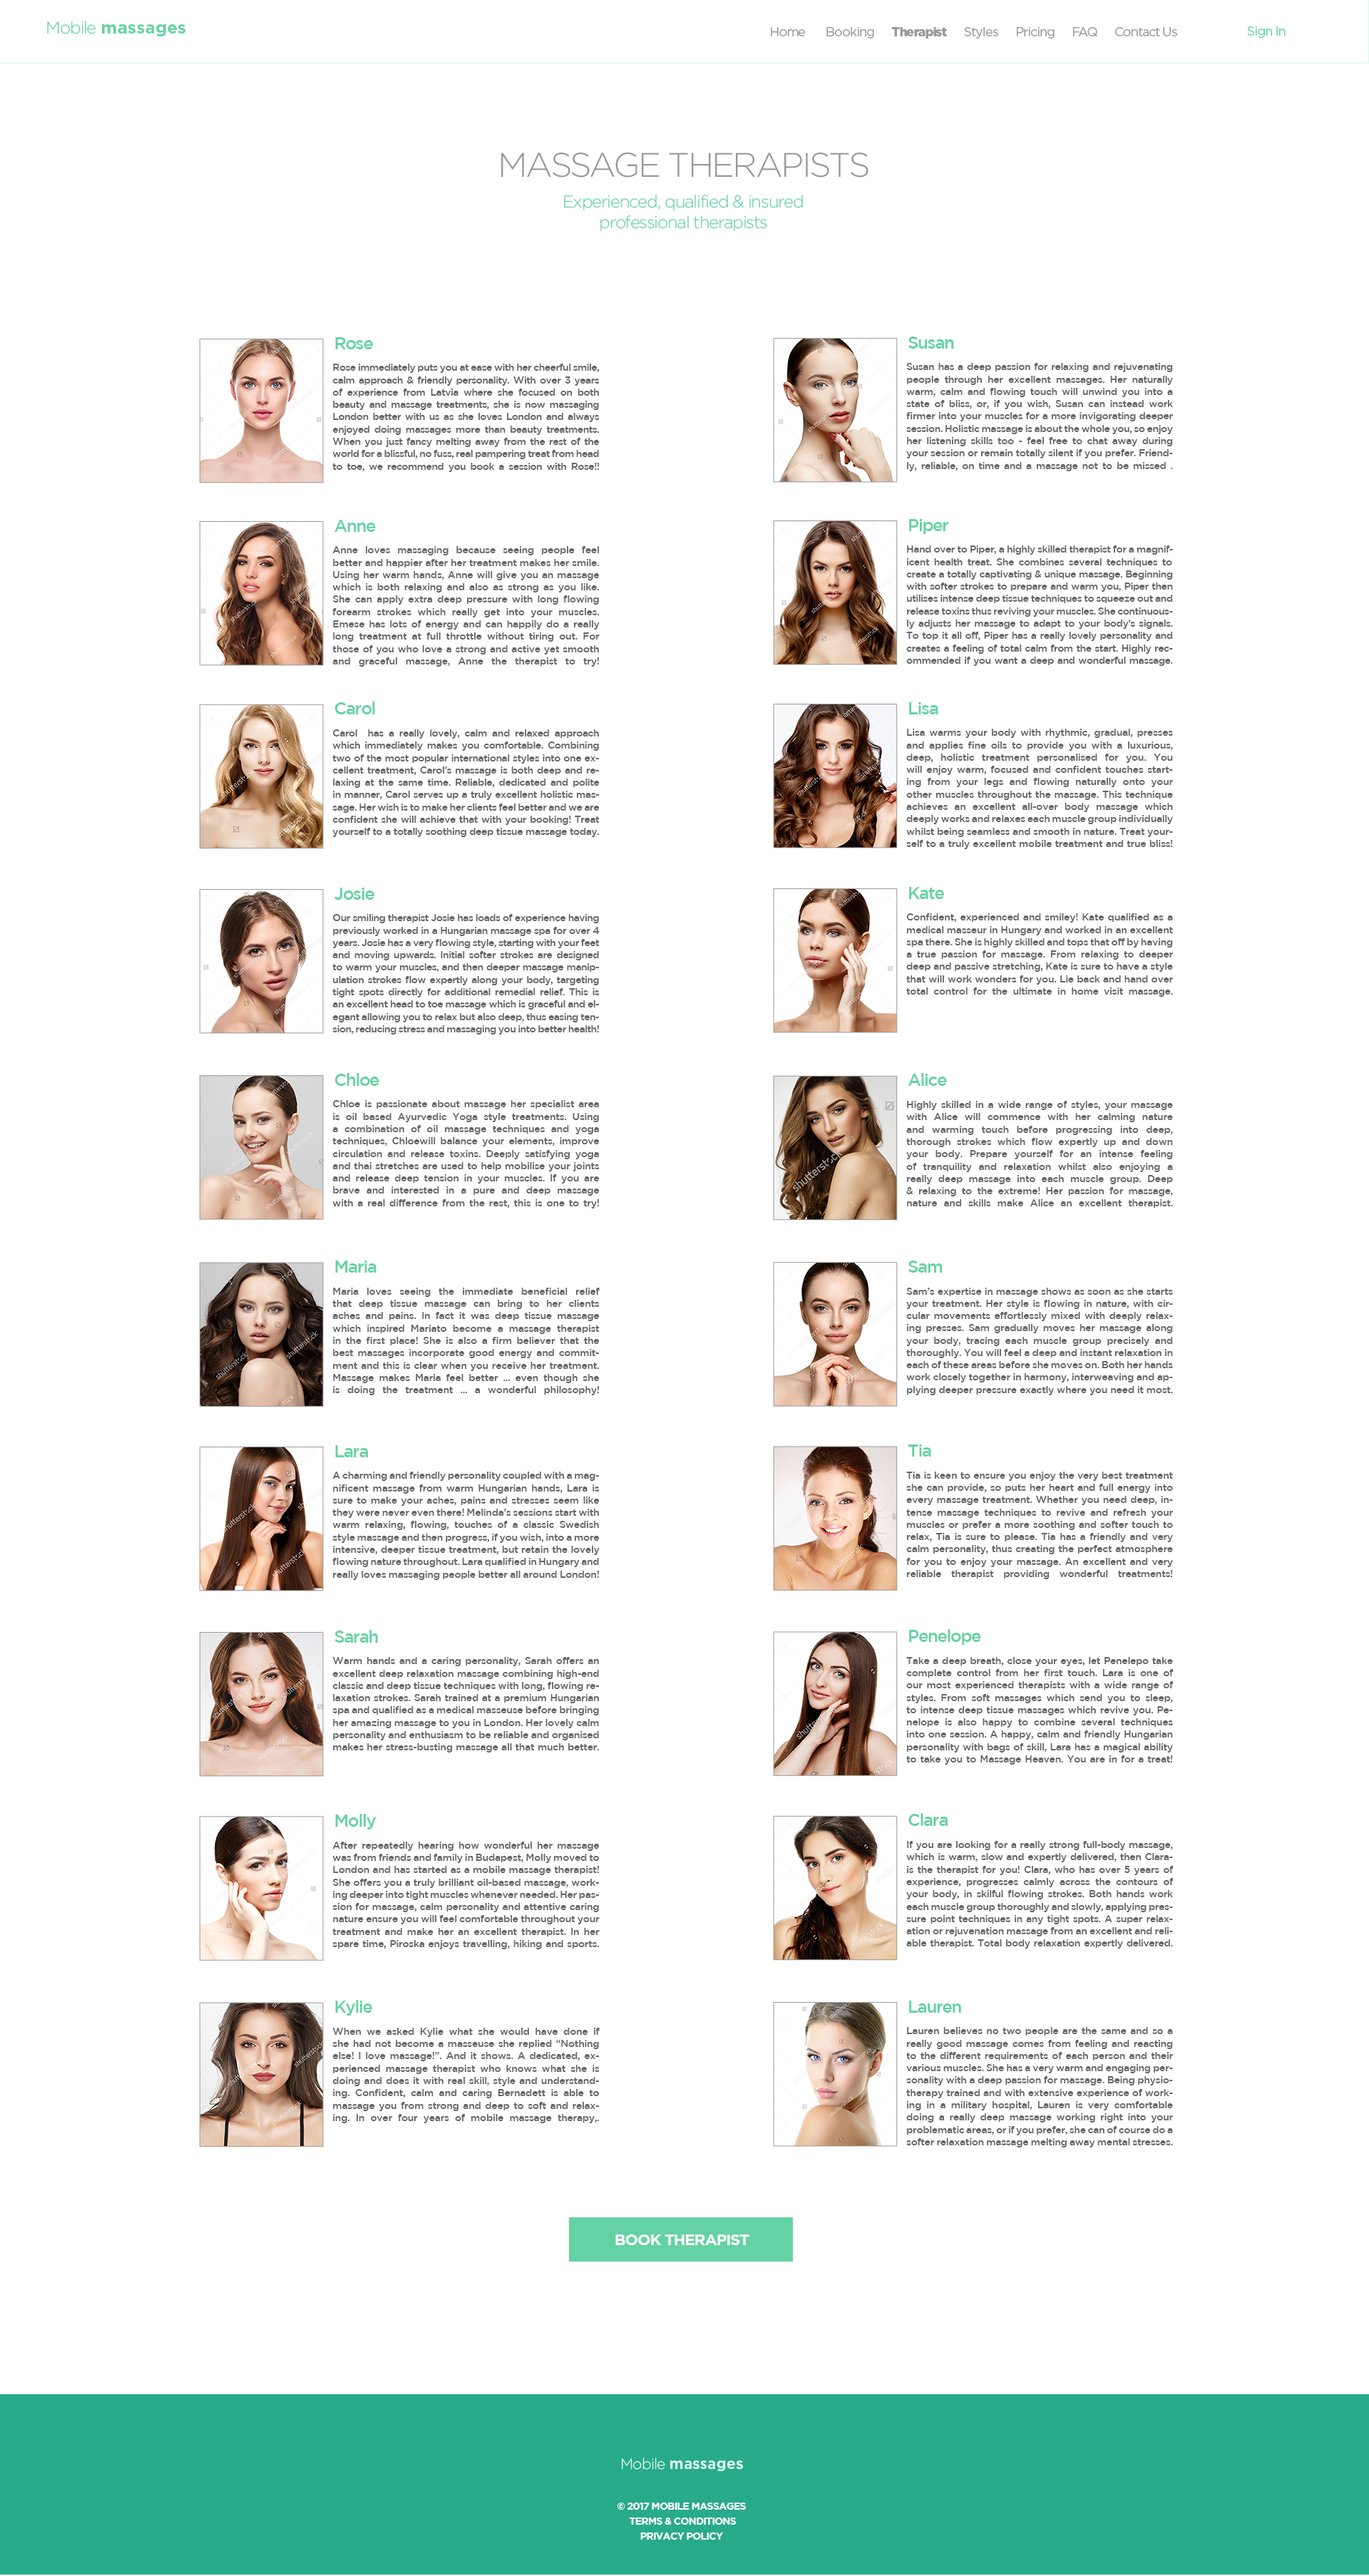 Mobile massages
Home Booking Therapist Styles Pricing FAQ Contact Us Sign In
MASSAGE THERAPISTS
Experienced, qualified & insured
professional therapists
Rose
Rose immediately puts you at ease with her cheerful smile,
calm approach & friendly personality. With over 3 years
of experience from Latvia where she focused on both
beauty and massage treatments, she is now massaging
London better with us as she loves London and always
enjoyed doing massages more than beauty treatments.
When you just fancy melting away from the rest of the
world for a blissful, no fuss, real pampering treat from head
to toe, we recommend you book a session with Rose!!
Susan
Susan has a deep passion for relaxing and rejuvenating
people through her excellent massages. Her naturally
warm, calm and flowing touch will unwind you into a
state of bliss, or, if you wish, Susan can instead work
firmer into your muscles for a more invigorating deeper
session. Holistic massage is about the whole you, so enjoy
her listening skills too - feel free to chat away during
your session or remain totally silent if you prefer. Friend-
ly, reliable, on time and a massage not to be missed .
Anne
Anne loves massaging because seeing people feel
better and happier after her treatment makes her smile.
Using her warm hands, Anne will give you an massage
which is both relaxing and also as strong as you like.
She can apply extra deep pressure with long flowing
forearm strokes which really get into your muscles.
Emese has lots of energy and can happily do a really
long treatment at full throttle without tiring out. For
those of you who love a strong and active yet smooth
and graceful massage, Anne the therapist to try!
Piper
Hand over to Piper, a highly skilled therapist for a magnif-
icent health treat. She combines several techniques to
create a totally captivating & unique massage. Beginning
with softer strokes to prepare and warm you, Piper then
utilises intense deep tissue techniques to squeeze out and
release toxins thus reviving your muscles. She continuous-
ly adjusts her massage to adapt to your body's signals.
To top it all off, Piper has a really lovely personality and
creates a feeling of total calm from the start. Highly rec-
ommended if you want a deep and wonderful massage.
Carol
Carol has a really lovely, calm and relaxed approach
which immediately makes you comfortable. Combining
two of the most popular international styles into one ex-
cellent treatment, Carol's massage is both deep and re-
laxing at the same time. Reliable, dedicated and polite
in manner, Carol serves up a truly excellent holistic mas-
sage. Her wish is to make her clients feel better and we are
confident she will achieve that with your booking! Treat
yourself to a totally soothing deep tissue massage today.
Lisa
Lisa warms your body with rhythmic, gradual, presses
and applies fine oils to provide you with a luxurious,
deep, holistic treatment personalised for you. You
will enjoy warm, focused and confident touches start-
ing from your legs and flowing naturally onto your
other muscles throughout the massage. This technique
achieves an excellent all-over body massage which
deeply works and relaxes each muscle group individually
whilst being seamless and smooth in nature. Treat your-
self to a truly excellent mobile treatment and true bliss!
Josie
Our smiling therapist Josie has loads of experience having
previously worked in a Hungarian massage spa for over 4
years. Josie has a very flowing style, starting with your feet
and moving upwards. Initial softer strokes are designed
to warm your muscles, and then deeper massage manip-
ulation strokes flow expertly along your body, targeting
tight spots directly for additional remedial relief. This is
an excellent head to toe massage which is graceful and el-
egant allowing you to relax but also deep, thus easing ten-
sion, reducing stress and massaging you into better health!
Kate
Confident, experienced and smiley! Kate qualified as a
medical masseur in Hungary and worked in an excellent
spa there. She is highly skilled and tops that off by having
a true passion for massage. From relaxing to deeper
deep and passive stretching, Kate is sure to have a style
that will work wonders for you. Lie back and hand over
total control for the ultimate in home visit massage.
Chloe
Chloe is passionate about massage her specialist area
is oil based Ayurvedic Yoga style treatments. Using
a combination of oil massage techniques and yoga
techniques, Chloewill balance your elements, improve
circulation and release toxins. Deeply satisfying yoga
and thai stretches are used to help mobilise your joints
and release deep tension in your muscles. If you are
brave and interested in a pure and deep massage
with a real difference from the rest, this is one to try!
Alice
Highly skilled in a wide range of styles, your massage
with Alice will commence with her calming nature
and warming touch before progressing into deep,
thorough strokes which flow expertly up and down
your body. Prepare yourself for an intense feeling
of tranquility and relaxation whilst also enjoying a
really deep massage into each muscle group. Deep
& relaxing to the extreme! Her passion for massage,
nature and skills make Alice an excellent therapist.
Maria
Maria loves seeing the immediate beneficial relief
that deep tissue massage can bring to her clients
aches and pains. In fact it was deep tissue massage
which inspired Mariato become a massage therapist
in the first place! She is also a firm believer that the
best massages incorporate good energy and commit-
ment and this is clear when you receive her treatment.
Massage makes Maria feel better ... even though she
is doing the treatment ... a wonderful philosophy!
Sam
Sam's expertise in massage shows as soon as she starts
your treatment. Her style is flowing in nature, with cir-
cular movements effortlessly mixed with deeply relax-
ing presses. Sam gradually moves her massage along
your body, tracing each muscle group precisely and
thoroughly. You will feel a deep and instant relaxation in
each of these areas before she moves on. Both her hands
work closely together in harmony, interweaving and ap-
plying deeper pressure exactly where you need it most.
Lara
A charming and friendly personality coupled with a mag-
nificent massage from warm Hungarian hands, Lara is
sure to make your aches, pains and stresses seem like
they were never even there! Melinda's sessions start with
warm relaxing, flowing, touches of a classic Swedish
style massage and then progress, if you wish, into a more
intensive, deeper tissue treatment, but retain the lovely
flowing nature throughout. Lara qualified in Hungary and
really loves massaging people better all around London!
Tia
Tia is keen to ensure you enjoy the very best treatment
she can provide, so puts her heart and full energy into
every massage treatment. Whether you need deep, in-
tense massage techniques to revive and refresh your
muscles or prefer a more soothing and softer touch to
relax, Tia is sure to please. Tia has a friendly and very
calm personality, thus creating the perfect atmosphere
for you to enjoy your massage. An excellent and very
reliable therapist providing wonderful treatments!
Sarah
Warm hands and a caring personality, Sarah offers an
excellent deep relaxation massage combining high-end
classic and deep tissue techniques with long, flowing re-
laxation strokes. Sarah trained at a premium Hungarian
spa and qualified as a medical masseuse before bringing
her amazing massage to you in London. Her lovely calm
personality and enthusiasm to be reliable and organised
makes her stress-busting massage all that much better.
Penelope
Take a deep breath, close your eyes, let Penelepo take
complete control from her first touch. Lara is one of
our most experienced therapists with a wide range of
styles. From soft massages which send you to sleep,
to intense deep tissue massages which revive you. Pe-
nelope is also happy to combine several techniques
into one session. A happy, calm and friendly Hungarian
personality with bags of skill, Lara has a magical ability
to take you to Massage Heaven. You are in for a treat!
Molly
After repeatedly hearing how wonderful her massage
was from friends and family in Budapest, Molly moved to
London and has started as a mobile massage therapist!
She offers you a truly brilliant oil-based massage, work-
ing deeper into tight muscles whenever needed. Her pas-
sion for massage, calm personality and attentive caring
nature ensure you will feel comfortable throughout your
treatment and make her an excellent therapist. In her
spare time, Piroska enjoys travelling, hiking and sports.
Clara
If you are looking for a really strong full-body massage,
which is warm, slow and expertly delivered, then Clara-
is the therapist for you! Clara, who has over 5 years of
experience, progresses calmly across the contours of
your body, in skilful flowing strokes. Both hands work
each muscle group thoroughly and slowly, applying pres-
sure point techniques in any tight spots. A super relax-
ation or rejuvenation massage from an excellent and reli-
able therapist. Total body relaxation expertly delivered.
Kylie
When we asked Kylie what she would have done if
she had not become a masseuse she replied “Nothing
else! I love massage!”. And it shows. A dedicated, ex-
perienced massage therapist who knows what she is
doing and does it with real skill, style and understand-
ing. Confident, calm and caring Bernadett is able to
massage you from strong and deep to soft and relax-
ing. In over four years of mobile massage therapy,.
Lauren
Lauren believes no two people are the same and so a
really good massage comes from feeling and reacting
to the different requirements of each person and their
various muscles. She has a very warm and engaging per-
sonality with a deep passion for massage. Being physio-
therapy trained and with extensive experience of work-
ing in a military hospital, Lauren is very comfortable
doing a really deep massage working right into your
problematic areas, or if you prefer, she can of course do a
softer relaxation massage melting away mental stresses.
BOOK THERAPIST
Mobile massages
© 2017 MOBILE MASSAGES
TERMS & CONDITIONS
PRIVACY POLICY